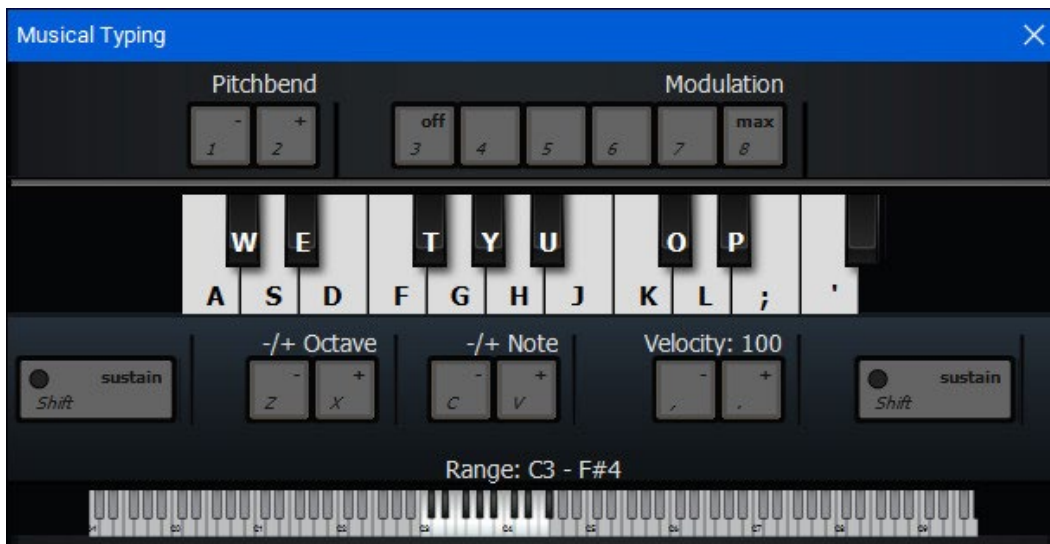 Musical Typing
Pitchbend Modulation
- + off max
1 2 3 4 5 6 7 8
W E T Y U O P
A S D F G H J K L ; '
-/+ Octave -/+ Note Velocity: 100
sustain - + - + - + sustain
Shift Z X C V , . Shift
Range: C3 - F#4